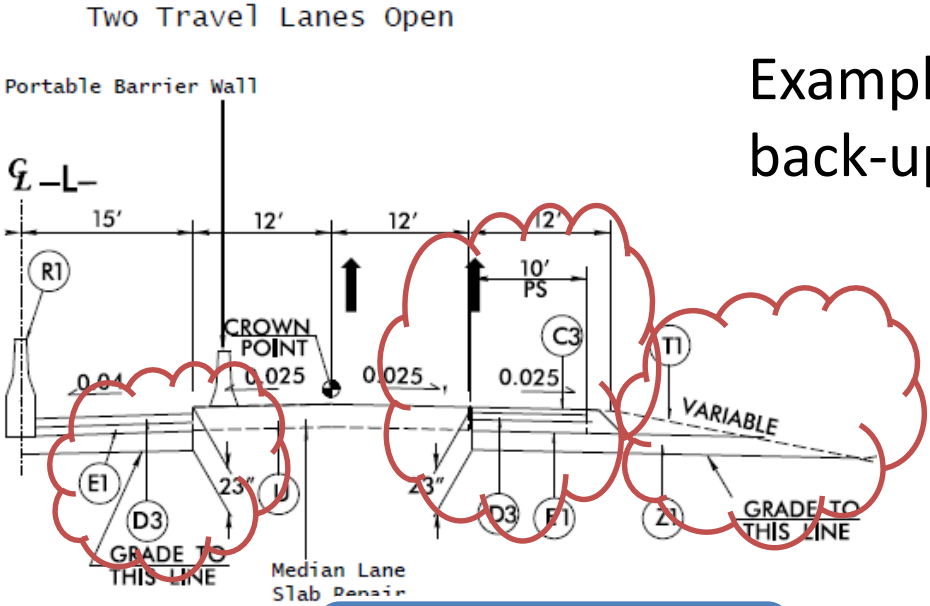 Two Travel Lanes Open
Portable Barrier Wall
back-up
℄ –L–
15' 12' 12' 12'
10'
PS
R1
CROWN
POINT
C3
T1
0.04 0.025 0.025 0.025
VARIABLE
E1
23"
U
23"
D3
D3
E1
Z1
GRADE TO
THIS LINE
GRADE TO
THIS LINE
Median Lane
Slab Repair